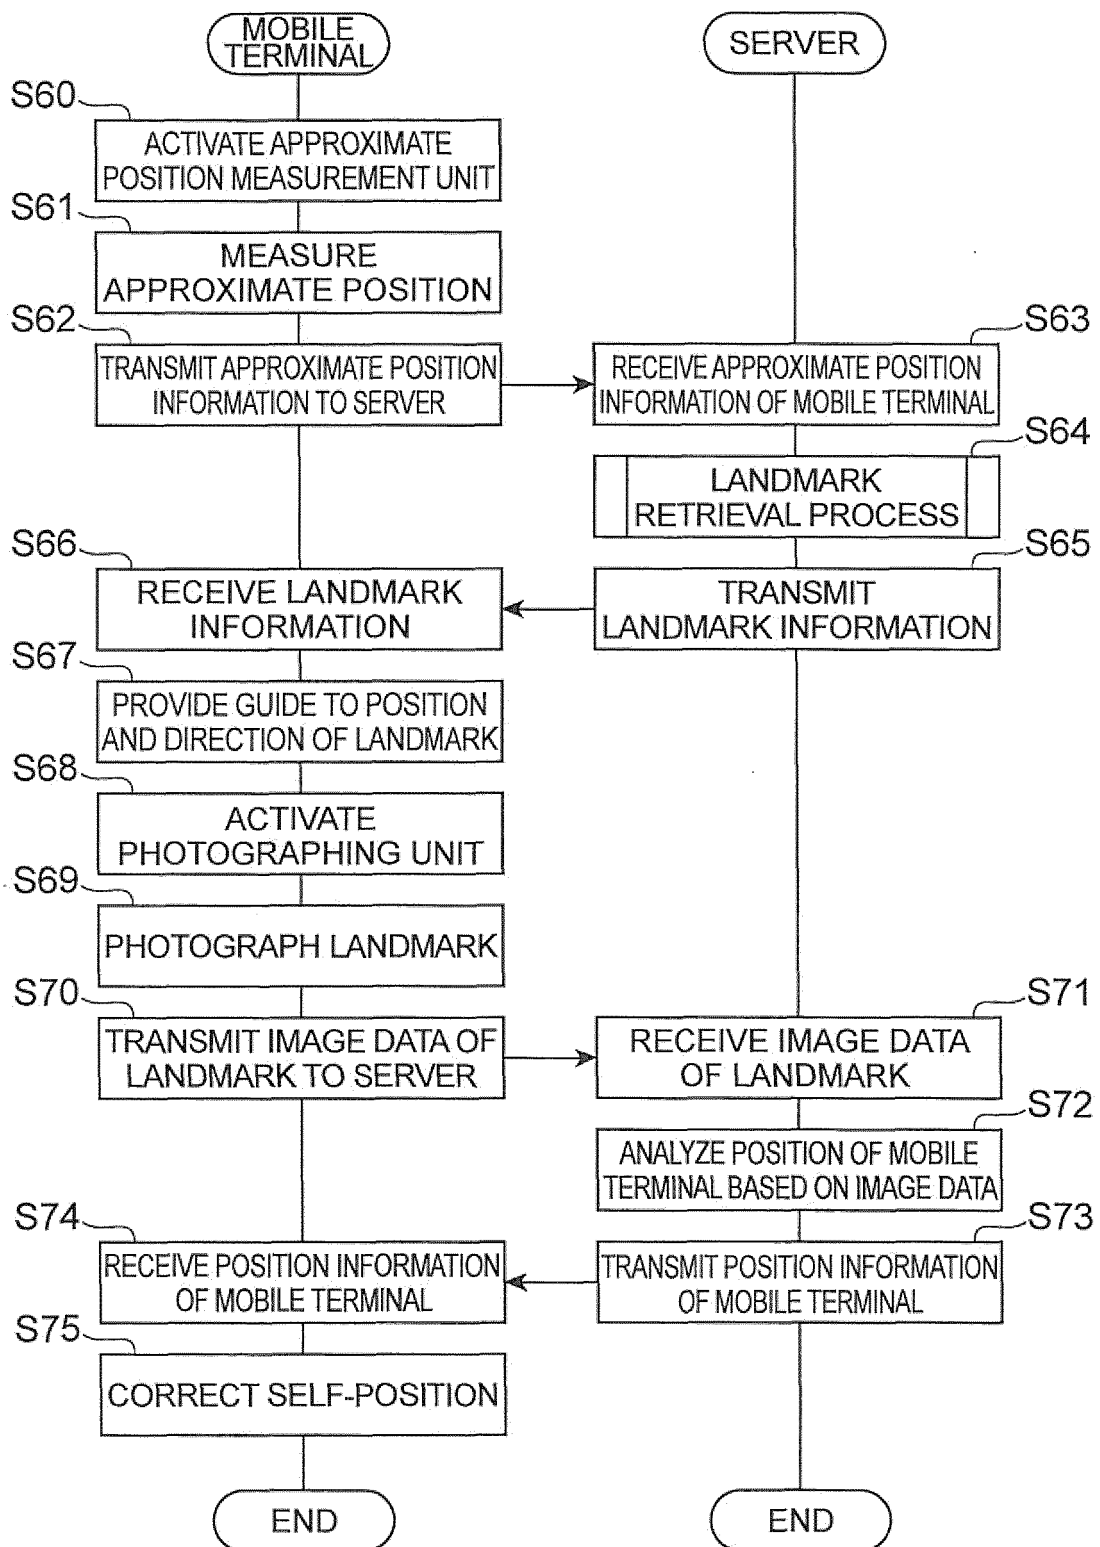 MOBILE
TERMINAL
SERVER
S60
ACTIVATE APPROXIMATE
POSITION MEASUREMENT UNIT
S61
MEASURE
APPROXIMATE POSITION
S62
TRANSMIT APPROXIMATE POSITION
INFORMATION TO SERVER
S63
RECEIVE APPROXIMATE POSITION
INFORMATION OF MOBILE TERMINAL
S64
LANDMARK
RETRIEVAL PROCESS
S65
TRANSMIT
LANDMARK INFORMATION
S66
RECEIVE LANDMARK
INFORMATION
S67
PROVIDE GUIDE TO POSITION
AND DIRECTION OF LANDMARK
S68
ACTIVATE
PHOTOGRAPHING UNIT
S69
PHOTOGRAPH LANDMARK
S70
TRANSMIT IMAGE DATA OF
LANDMARK TO SERVER
S71
RECEIVE IMAGE DATA
OF LANDMARK
S72
ANALYZE POSITION OF MOBILE
TERMINAL BASED ON IMAGE DATA
S73
TRANSMIT POSITION INFORMATION
OF MOBILE TERMINAL
S74
RECEIVE POSITION INFORMATION
OF MOBILE TERMINAL
S75
CORRECT SELF-POSITION
END
END